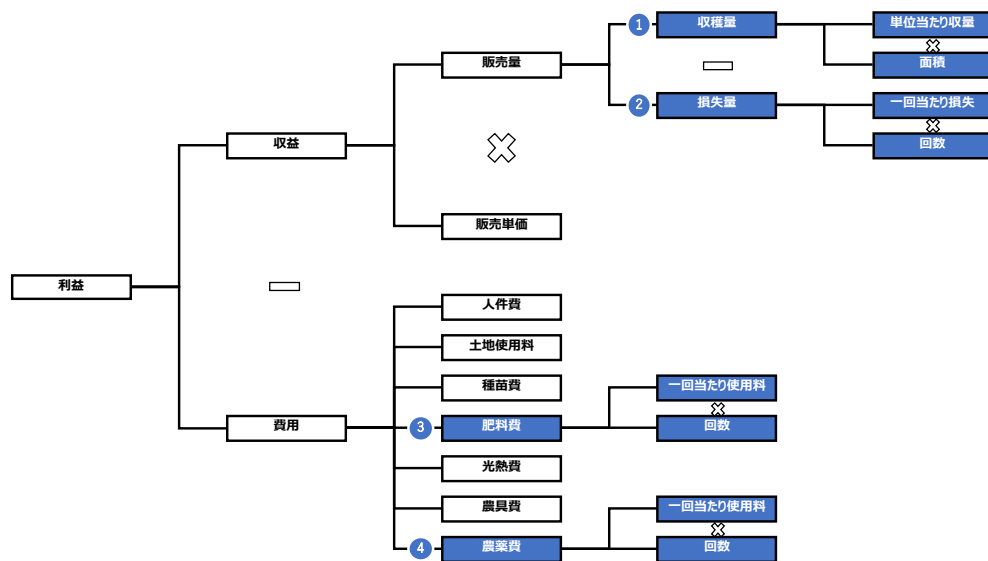 1
収穫量
単位当たり収量
面積
販売量
2
損失量
一回当たり損失
回数
収益
販売単価
利益
人件費
土地使用料
種苗費
一回当たり使用料
費用
3
肥料費
回数
光熱費
農具費
一回当たり使用料
4
農薬費
回数